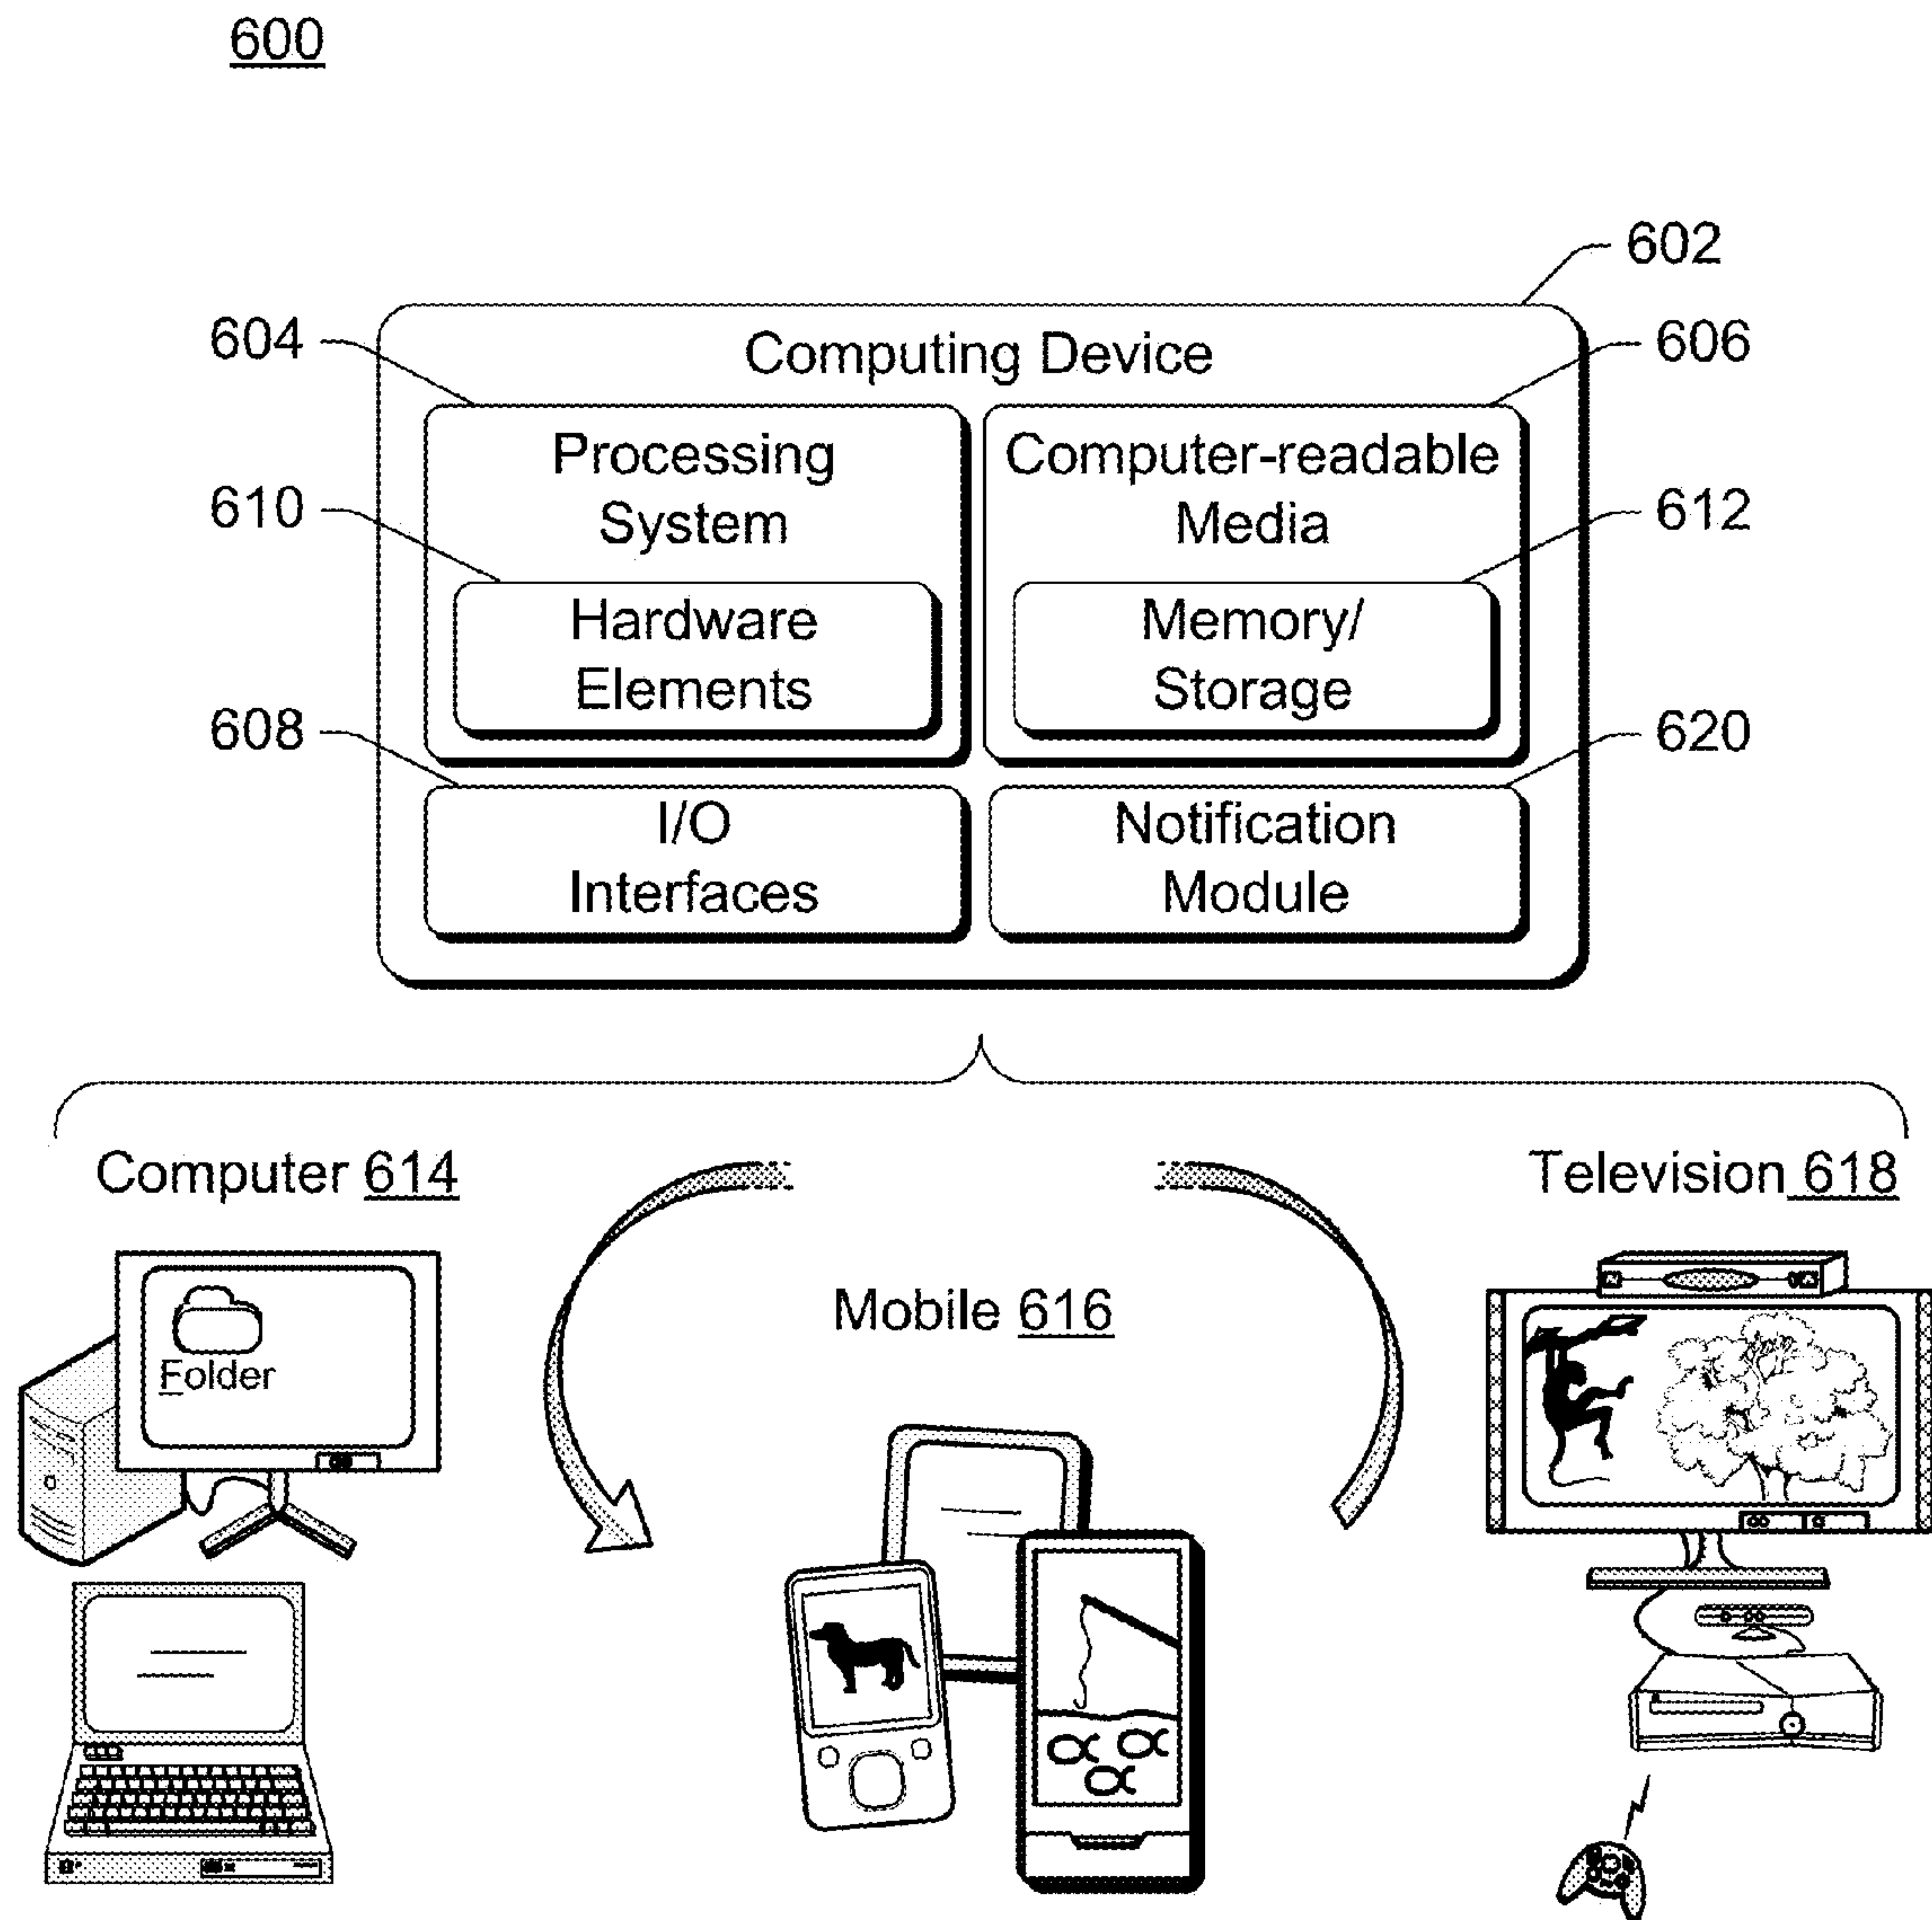 600
602
Computing Device
604
606
Processing
System
Computer-readable
Media
610
612
Hardware
Elements
Memory/
Storage
608
620
I/O
Interfaces
Notification
Module
Computer 614
Television 618
Mobile 616
Folder